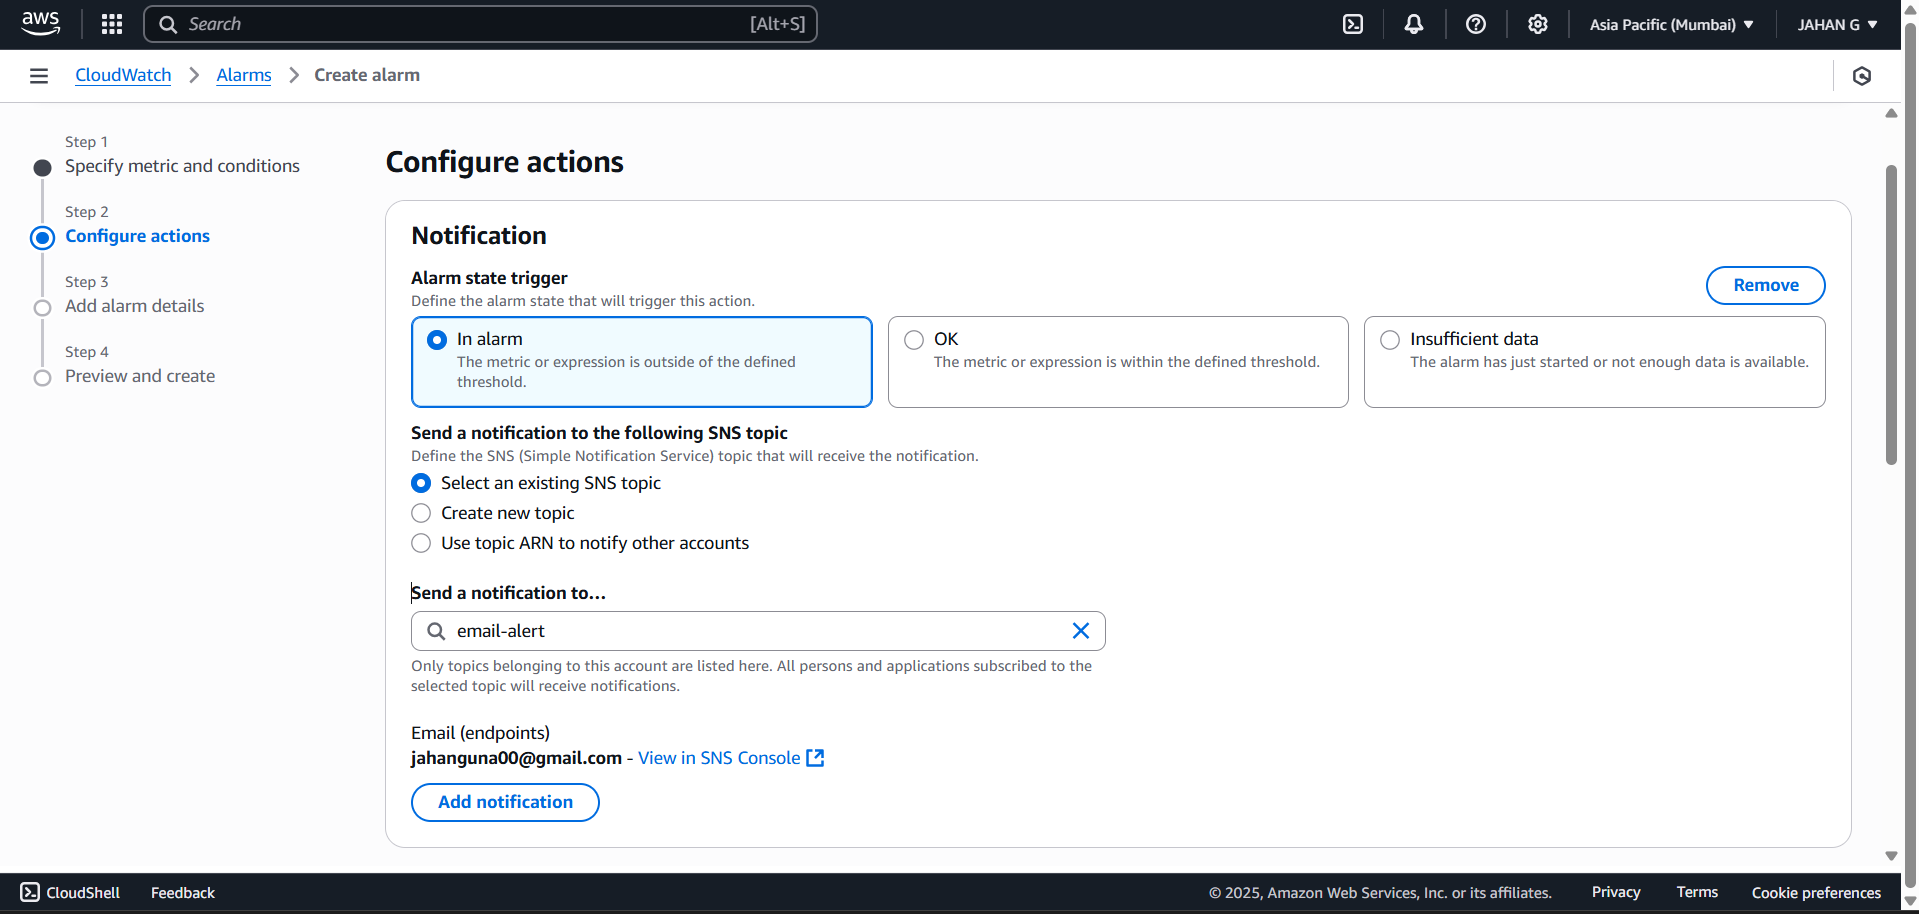 aws
Search
[Alt+S]
Asia Pacific (Mumbai)
JAHAN G
CloudWatch
Alarms
Create alarm
Step 1
Specify metric and conditions
Step 2
Configure actions
Step 3
Add alarm details
Step 4
Preview and create
Configure actions
Notification
Alarm state trigger
Define the alarm state that will trigger this action.
Remove
In alarm
The metric or expression is outside of the defined
threshold.
OK
The metric or expression is within the defined threshold.
Insufficient data
The alarm has just started or not enough data is available.
Send a notification to the following SNS topic
Define the SNS (Simple Notification Service) topic that will receive the notification.
Select an existing SNS topic
Create new topic
Use topic ARN to notify other accounts
Send a notification to...
email-alert
Only topics belonging to this account are listed here. All persons and applications subscribed to the
selected topic will receive notifications.
Email (endpoints)
jahanguna00@gmail.com - View in SNS Console
Add notification
CloudShell
Feedback
© 2025, Amazon Web Services, Inc. or its affiliates.
Privacy
Terms
Cookie preferences